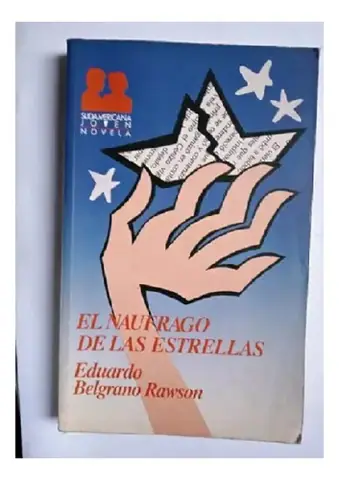 SUDAMERICANA
JOVEN
NOVELA
EL NAUFRAGO
DE LAS ESTRELLAS
Eduardo
Belgrano Rawson